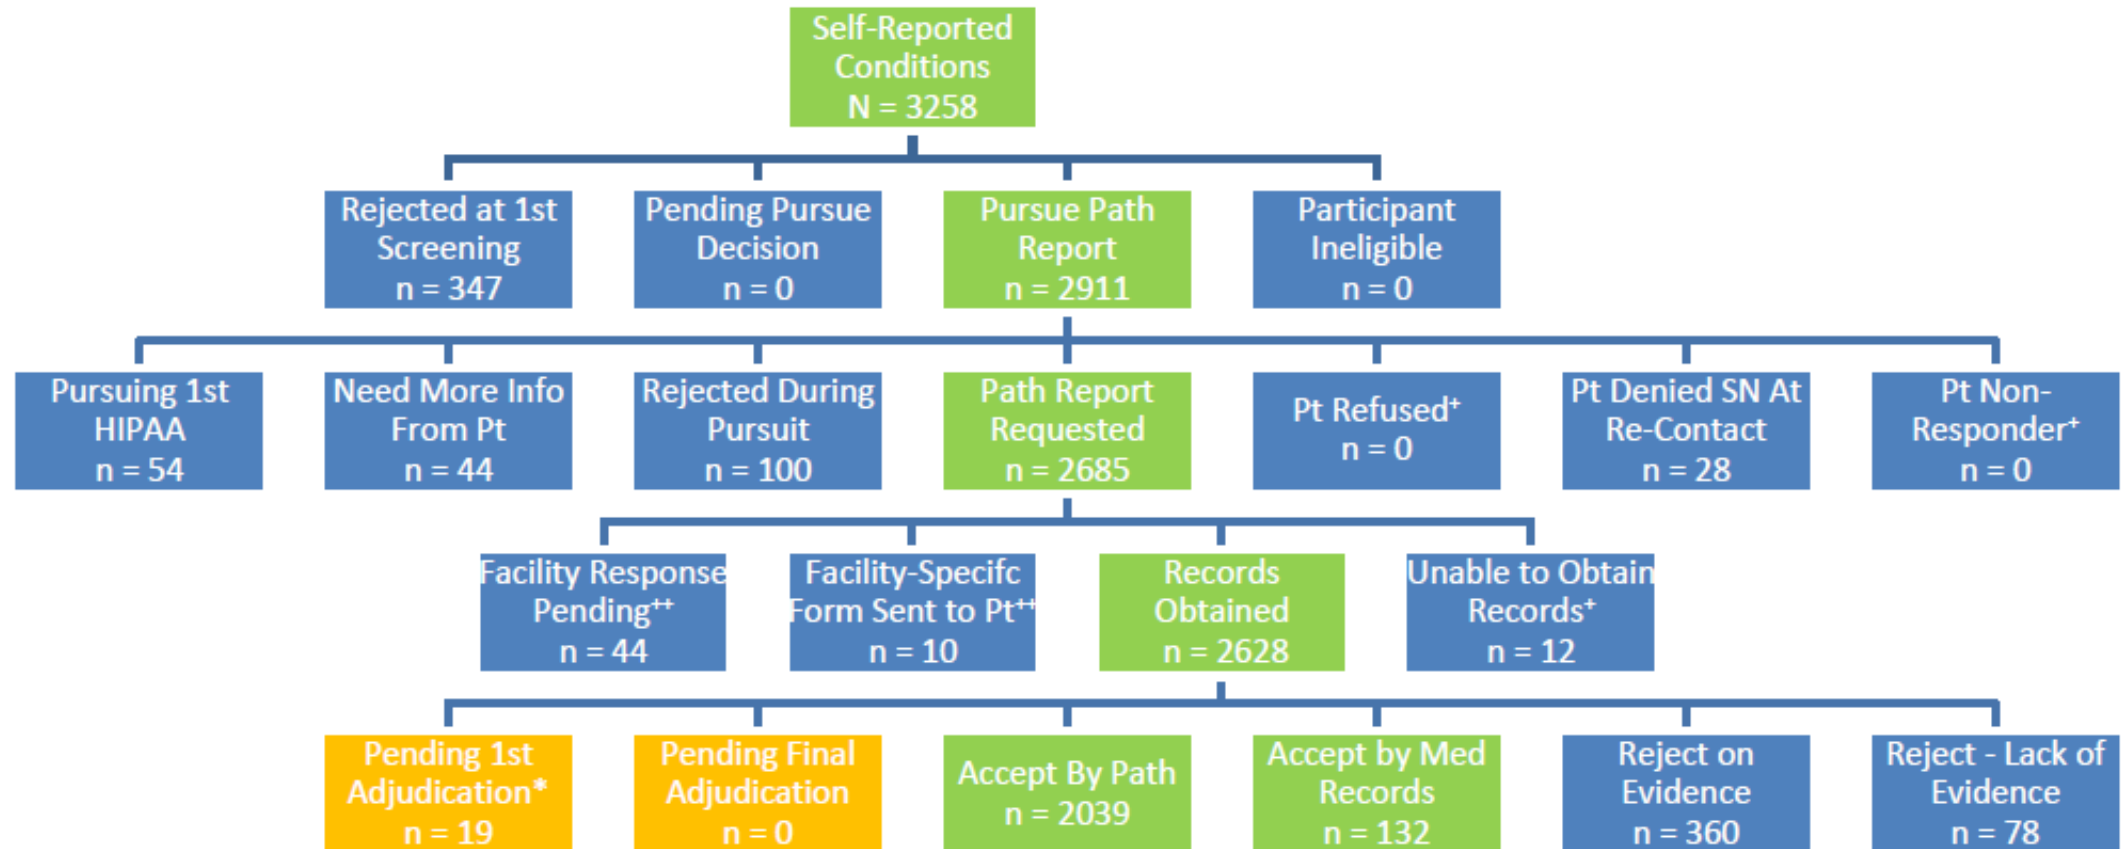 Self-Reported
Conditions
N = 3258
Rejected at 1st
Screening
n = 347
Pending Pursue
Decision
n = 0
Pursue Path
Report
n = 2911
Participant
Ineligible
n = 0
Pursuing 1st
HIPAA
n = 54
Need More Info
From Pt
n = 44
Rejected During
Pursuit
n = 100
Path Report
Requested
n = 2685
Pt Refused⁺
n = 0
Pt Denied SN At
Re-Contact
n = 28
Pt Non-
Responder⁺
n = 0
Facility Response
Pending⁺⁺
n = 44
Facility-Specifc
Form Sent to Pt⁺⁺
n = 10
Records
Obtained
n = 2628
Unable to Obtain
Records⁺
n = 12
Pending 1st
Adjudication*
n = 19
Pending Final
Adjudication
n = 0
Accept By Path
n = 2039
Accept by Med
Records
n = 132
Reject on
Evidence
n = 360
Reject - Lack of
Evidence
n = 78